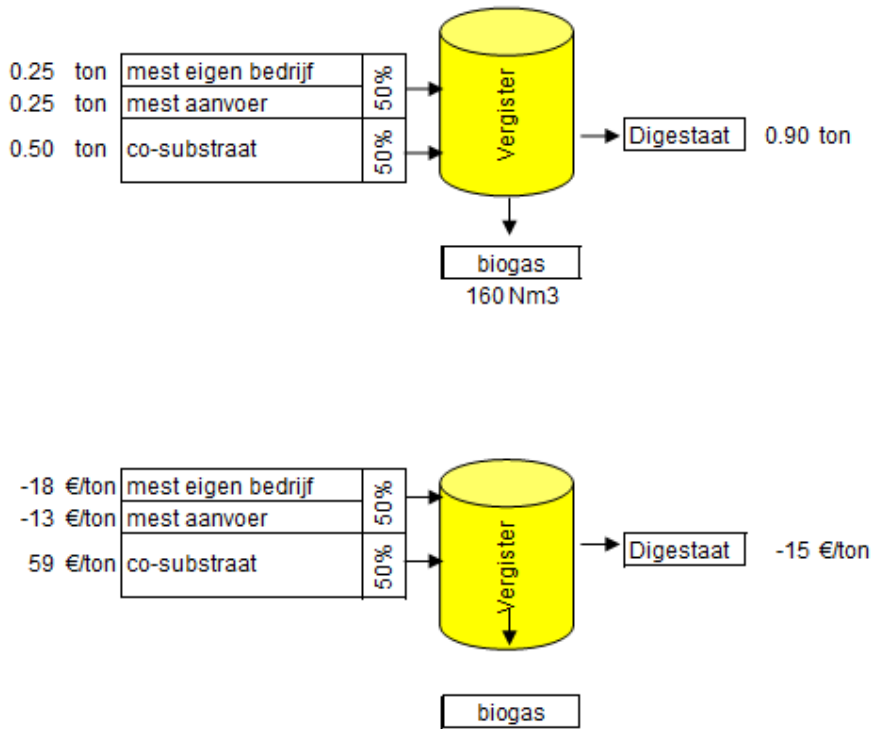 0.25 ton mest eigen bedrijf
0.25 ton mest aanvoer
50%
0.50 ton co-substraat
50%
Vergister
Digestaat 0.90 ton
biogas
160 Nm3
-18 €/ton mest eigen bedrijf
-13 €/ton mest aanvoer
50%
59 €/ton co-substraat
50%
Vergister
Digestaat -15 €/ton
biogas